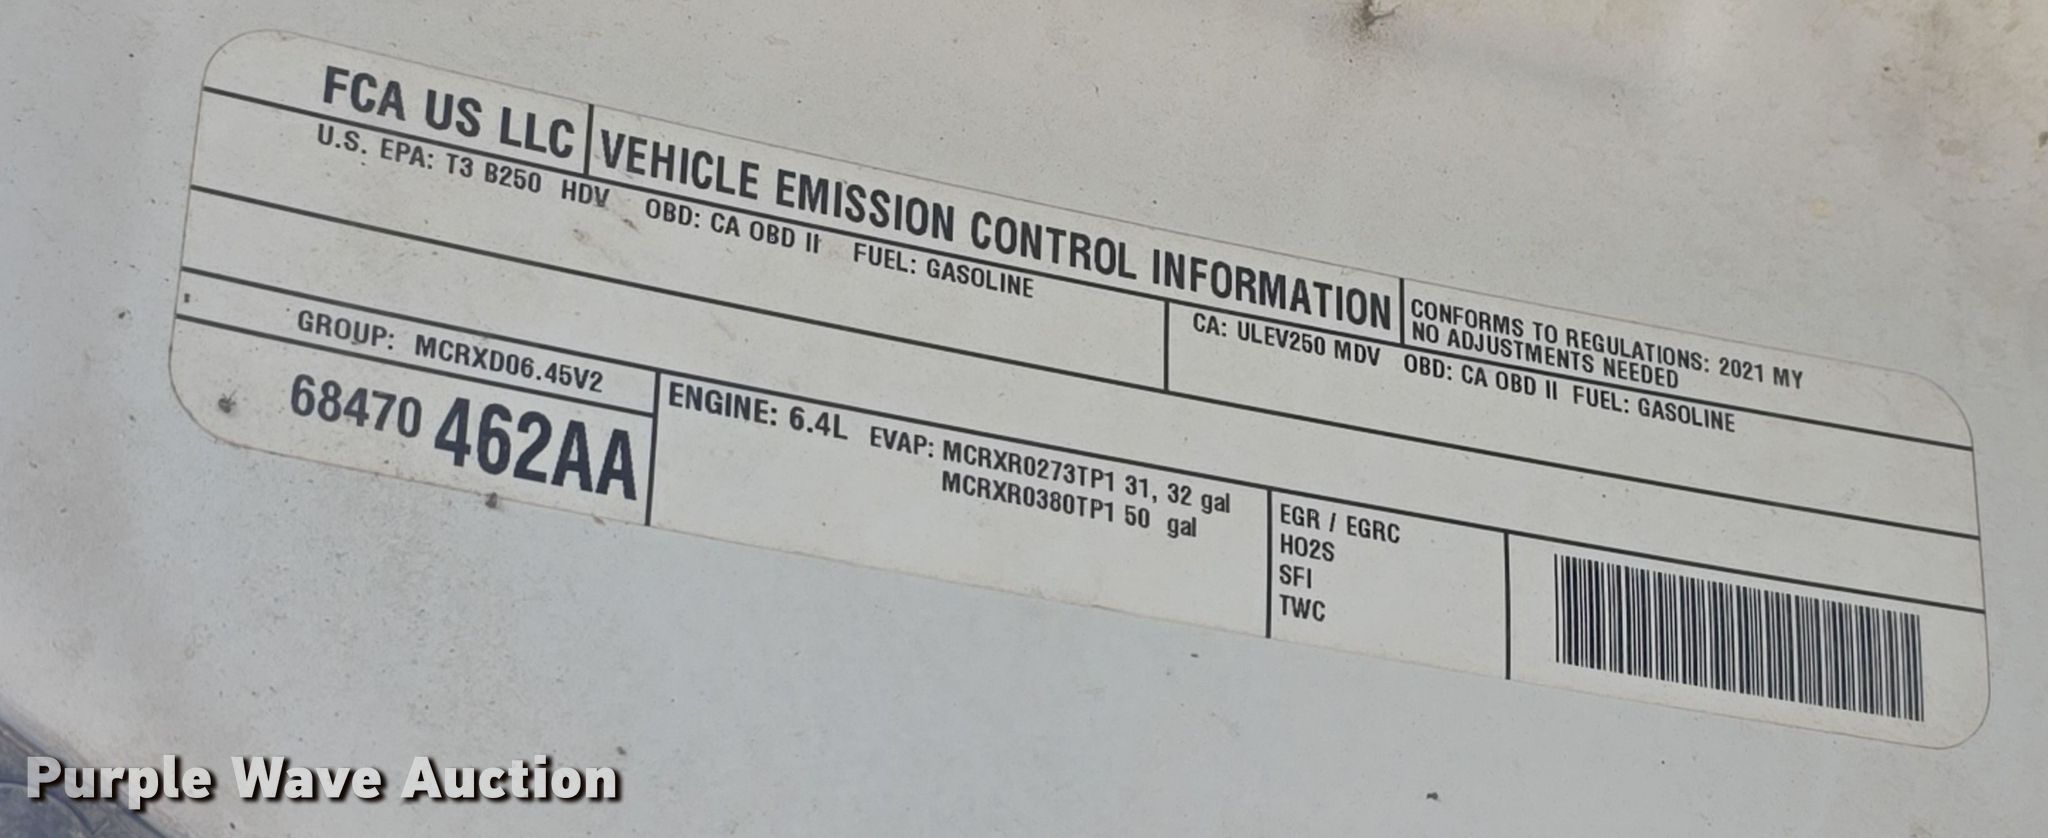 FCA US LLC
VEHICLE EMISSION CONTROL INFORMATION
CONFORMS TO REGULATIONS: 2021 MY
NO ADJUSTMENTS NEEDED
U.S. EPA: T3 B250 HDV OBD: CA OBD II FUEL: GASOLINE
CA: ULEV250 MDV OBD: CA OBD II FUEL: GASOLINE
GROUP: MCRXD06.45V2
68470 462AA
ENGINE: 6.4L EVAP: MCRXR0273TP1 31, 32 gal
MCRXR0380TP1 50 gal
EGR / EGRC
HO2S
SFI
TWC
Purple Wave Auction